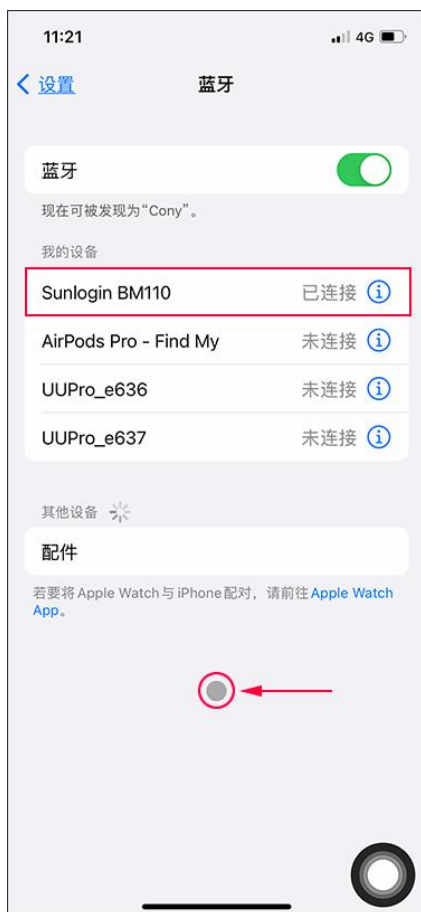 11:21
4G
设置
蓝牙
蓝牙
现在可被发现为“Cony”。
我的设备
Sunlogin BM110 已连接
AirPods Pro - Find My 未连接
UUPro_e636 未连接
UUPro_e637 未连接
其他设备
配件
若要将 Apple Watch 与 iPhone 配对，请前往 Apple Watch
App。